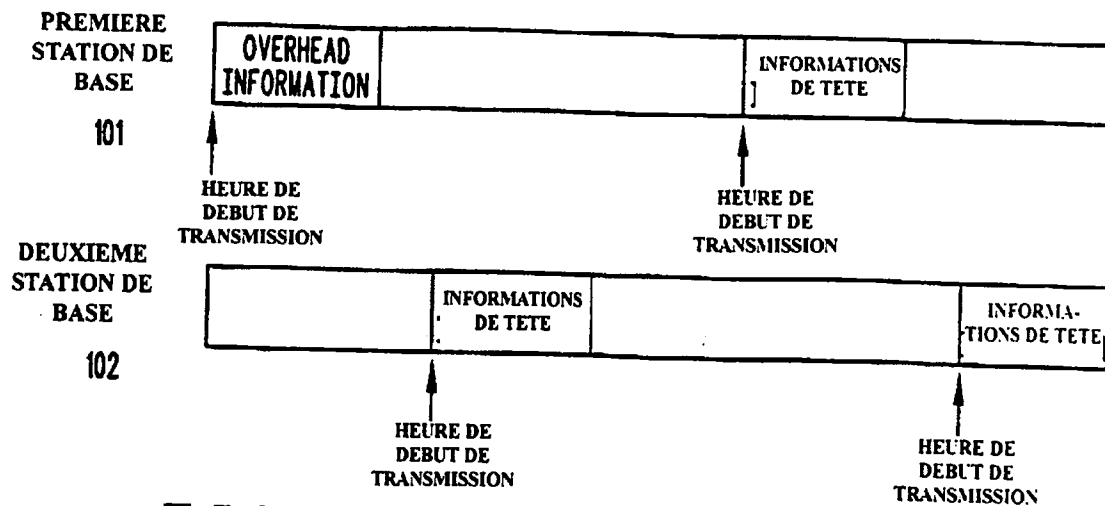 PREMIERE
STATION DE
BASE
101
OVERHEAD
INFORMATION
INFORMATIONS
DE TETE
HEURE DE
DEBUT DE
TRANSMISSION
HEURE DE
DEBUT DE
TRANSMISSION
DEUXIEME
STATION DE
BASE
102
INFORMATIONS
DE TETE
INFORMA-
TIONS DE TETE
HEURE DE
DEBUT DE
TRANSMISSION
HEURE DE
DEBUT DE
TRANSMISSION